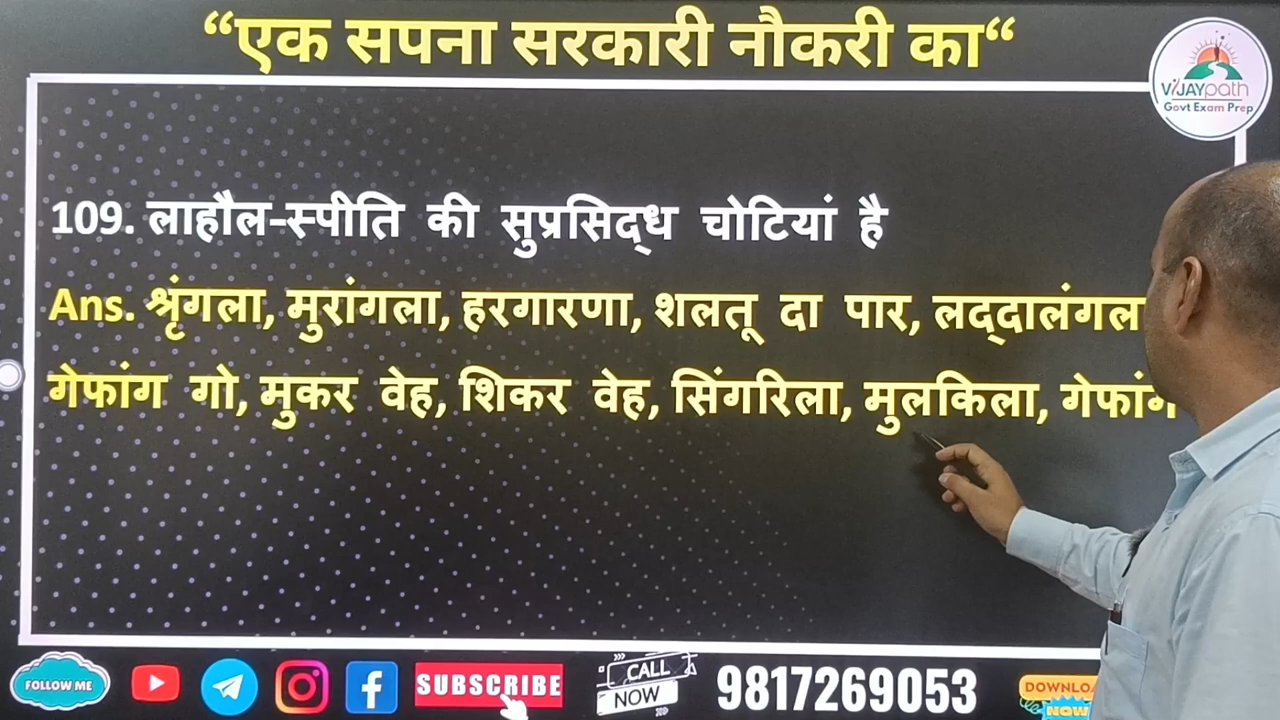 “एक सपना सरकारी नौकरी का“
VIJAYpath
Govt Exam Prep
109. लाहौल-स्पीति की सुप्रसिद्ध चोटियां है
Ans. श्रृंगला, मुरांगला, हरगारणा, शलतू दा पार, लद्दालंगला
गेफांग गो, मुकर वेह, शिकर वेह, सिंगरिला, मुलकिला, गेफांग
FOLLOW ME
SUBSCRIBE
CALL
NOW
9817269053
NOW